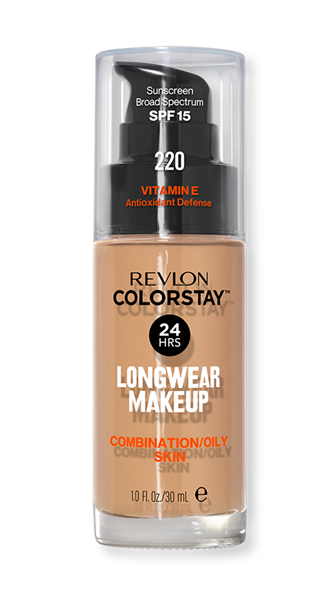 Sunscreen
Broad Spectrum
SPF 15
220
VITAMIN E
Antioxidant Defense
REVLON
COLORSTAY™
24
HRS
LONGWEAR
MAKEUP
COMBINATION/OILY
SKIN
1.0 Fl. Oz./30 mL ℮